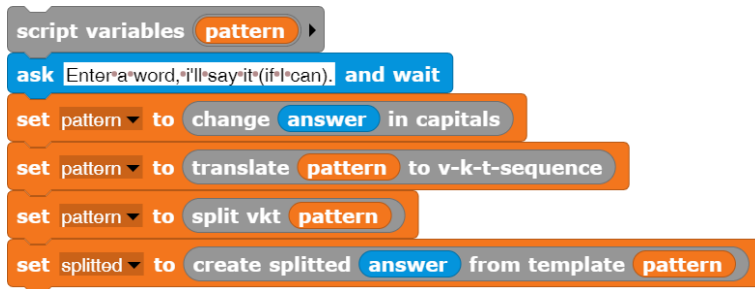 script variables pattern
ask Enter a word, i'll say it (if I can). and wait
set pattern to change answer in capitals
set pattern to translate pattern to v-k-t-sequence
set pattern to split vkt pattern
set splitted to create splitted answer from template pattern